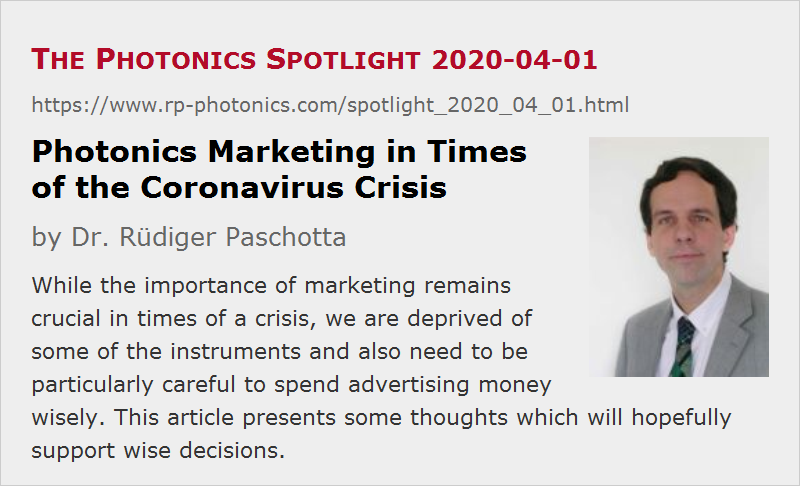 The Photonics Spotlight 2020-04-01
https://www.rp-photonics.com/spotlight_2020_04_01.html
Photonics Marketing in Times
of the Coronavirus Crisis
by Dr. Rüdiger Paschotta
While the importance of marketing remains
crucial in times of a crisis, we are deprived of
some of the instruments and also need to be
particularly careful to spend advertising money
wisely. This article presents some thoughts which will hopefully
support wise decisions.